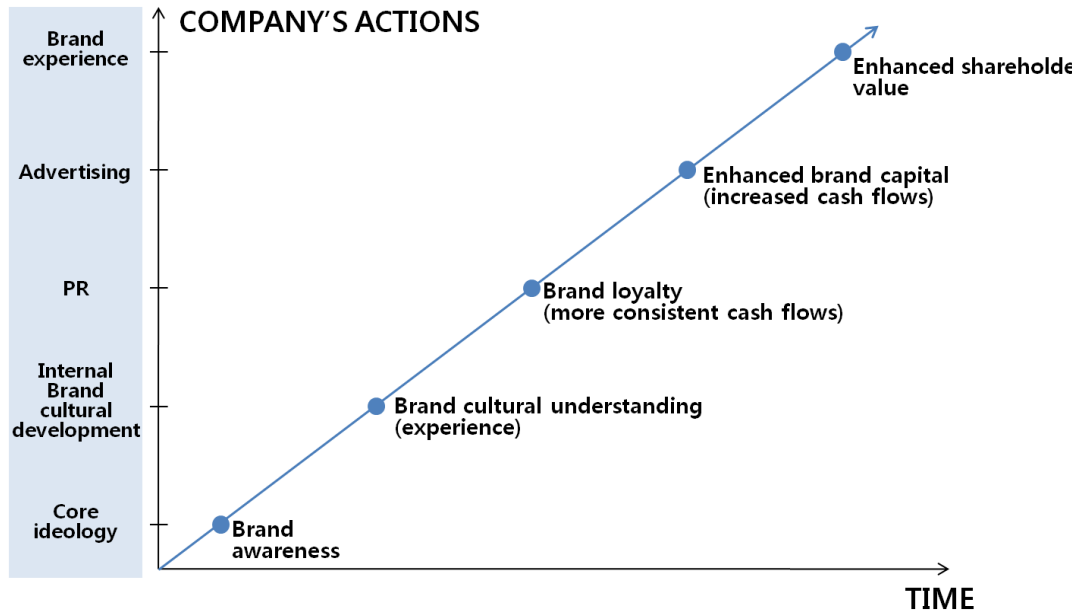 COMPANY'S ACTIONS
Brand
experience
Advertising
PR
Internal
Brand
cultural
development
Core
ideology
Enhanced shareholde
value
Enhanced brand capital
(increased cash flows)
Brand loyalty
(more consistent cash flows)
Brand cultural understanding
(experience)
Brand
awareness
TIME